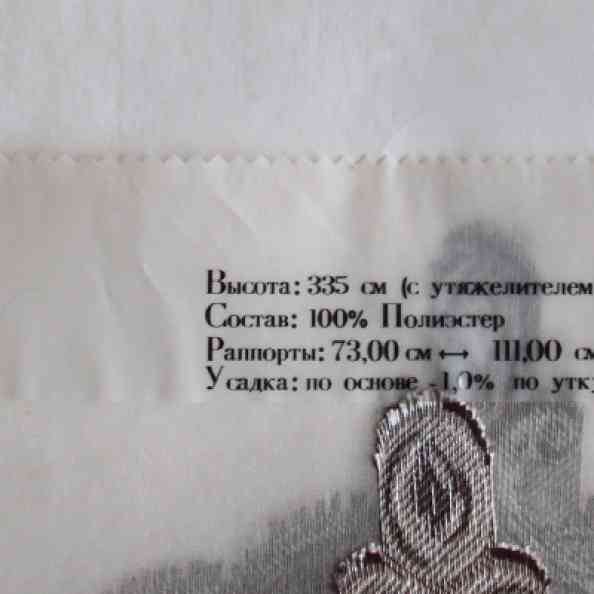 Высота: 335 см (с утяжелителем
Состав: 100% Полиэстер
Раппорты: 73,00 см ↔ 111,00 см
Усадка: по основе -1,0% по утку